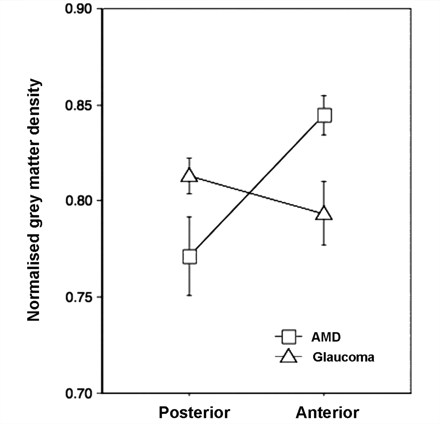 0.90
0.85
0.80
0.75
0.70
Normalised grey matter density
AMD
Glaucoma
Posterior
Anterior